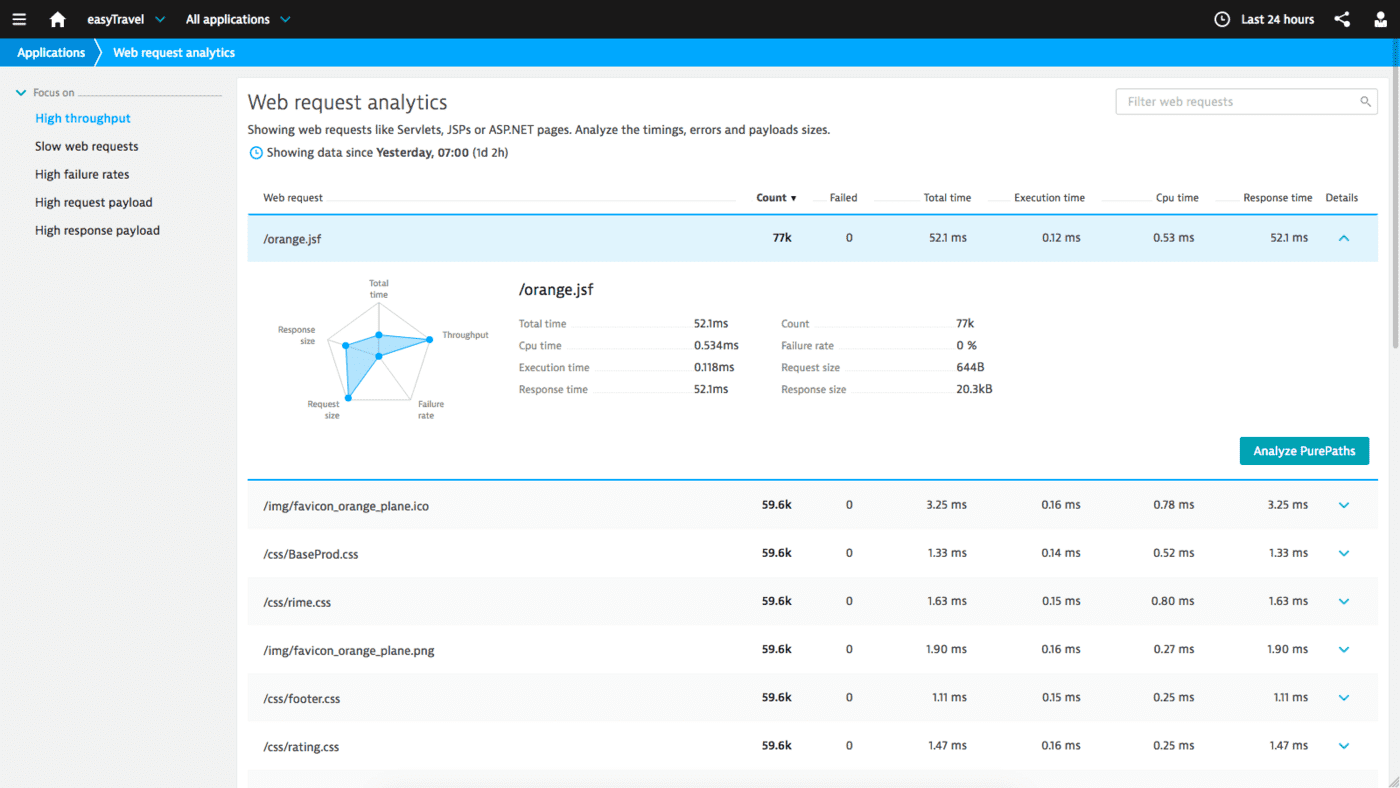 easyTravel All applications Last 24 hours
Applications Web request analytics
Focus on
High throughput
Slow web requests
High failure rates
High request payload
High response payload
Web request analytics
Filter web requests
Showing web requests like Servlets, JSPs or ASP.NET pages. Analyze the timings, errors and payloads sizes.
Showing data since Yesterday, 07:00 (1d 2h)
Web request Count ▼ Failed Total time Execution time Cpu time Response time Details
/orange.jsf 77k 0 52.1 ms 0.12 ms 0.53 ms 52.1 ms
Total
time
Throughput
Failure
rate
Request
size
Response
size
/orange.jsf
Total time 52.1ms Count 77k
Cpu time 0.534ms Failure rate 0 %
Execution time 0.118ms Request size 644B
Response time 52.1ms Response size 20.3kB
Analyze PurePaths
/img/favicon_orange_plane.ico 59.6k 0 3.25 ms 0.16 ms 0.78 ms 3.25 ms
/css/BaseProd.css 59.6k 0 1.33 ms 0.14 ms 0.52 ms 1.33 ms
/css/rime.css 59.6k 0 1.63 ms 0.15 ms 0.80 ms 1.63 ms
/img/favicon_orange_plane.png 59.6k 0 1.90 ms 0.16 ms 0.27 ms 1.90 ms
/css/footer.css 59.6k 0 1.11 ms 0.15 ms 0.25 ms 1.11 ms
/css/rating.css 59.6k 0 1.47 ms 0.16 ms 0.25 ms 1.47 ms